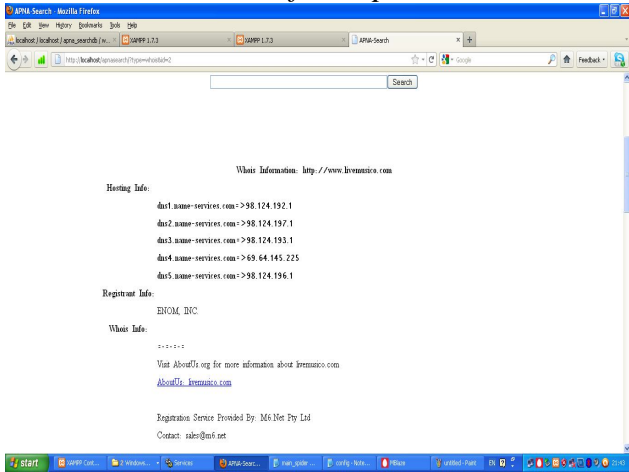 APNA-Search - Mozilla Firefox
File Edit View History Bookmarks Tools Help
localhost / localhost / apna_searchdb / w...
XAMPP 1.7.3
XAMPP 1.7.3
APNA-Search
http://localhost/apnasearch/?type=whois&id=2
Google
Feedback
Search
Whois Information: http://www.livemusico.com
Hosting Info:
dns1.name-services.com=>98.124.192.1
dns2.name-services.com=>98.124.197.1
dns3.name-services.com=>98.124.193.1
dns4.name-services.com=>69.64.145.225
dns5.name-services.com=>98.124.196.1
Registrant Info:
ENOM, INC.
Whois Info:
=-=-=-=
Visit AboutUs.org for more information about livemusico.com
AboutUs: livemusico.com
Registration Service Provided By: M6.Net Pty Ltd
Contact: sales@m6.net
start
XAMPP Cont...
2 Windows...
Services
APNA-Searc...
main_spider ...
config - Note...
MBlaze
untitled - Paint
EN
21:45